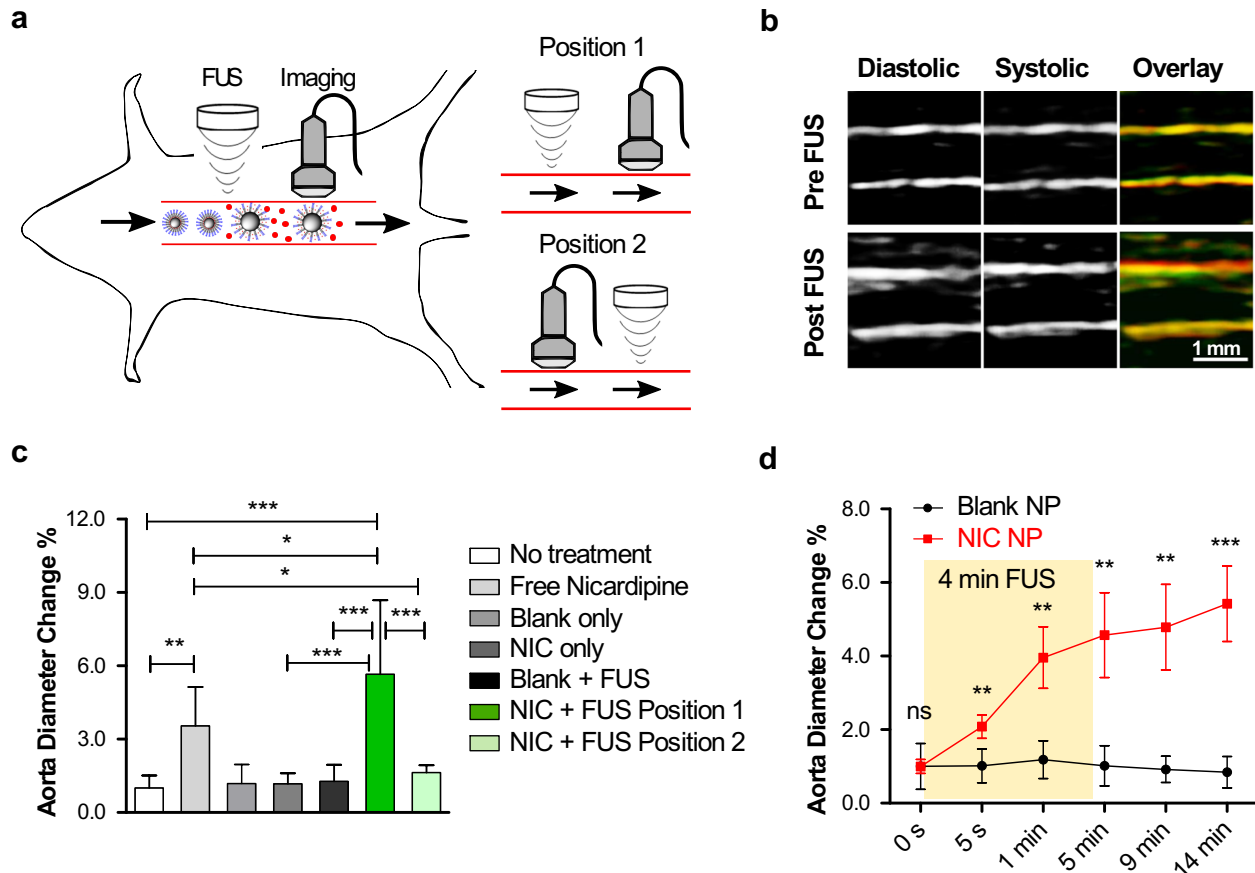 a
FUS
Imaging
Position 1
Position 2
b
Diastolic
Systolic
Overlay
Pre FUS
Post FUS
1 mm
c
Aorta Diameter Change %
12.0
9.0
6.0
3.0
0.0
***
*
*
***
***
**
***
No treatment
Free Nicardipine
Blank only
NIC only
Blank + FUS
NIC + FUS Position 1
NIC + FUS Position 2
d
Aorta Diameter Change %
8.0
6.0
4.0
2.0
0.0
Blank NP
NIC NP
4 min FUS
ns
**
**
**
**
***
0 s
5 s
1 min
5 min
9 min
14 min